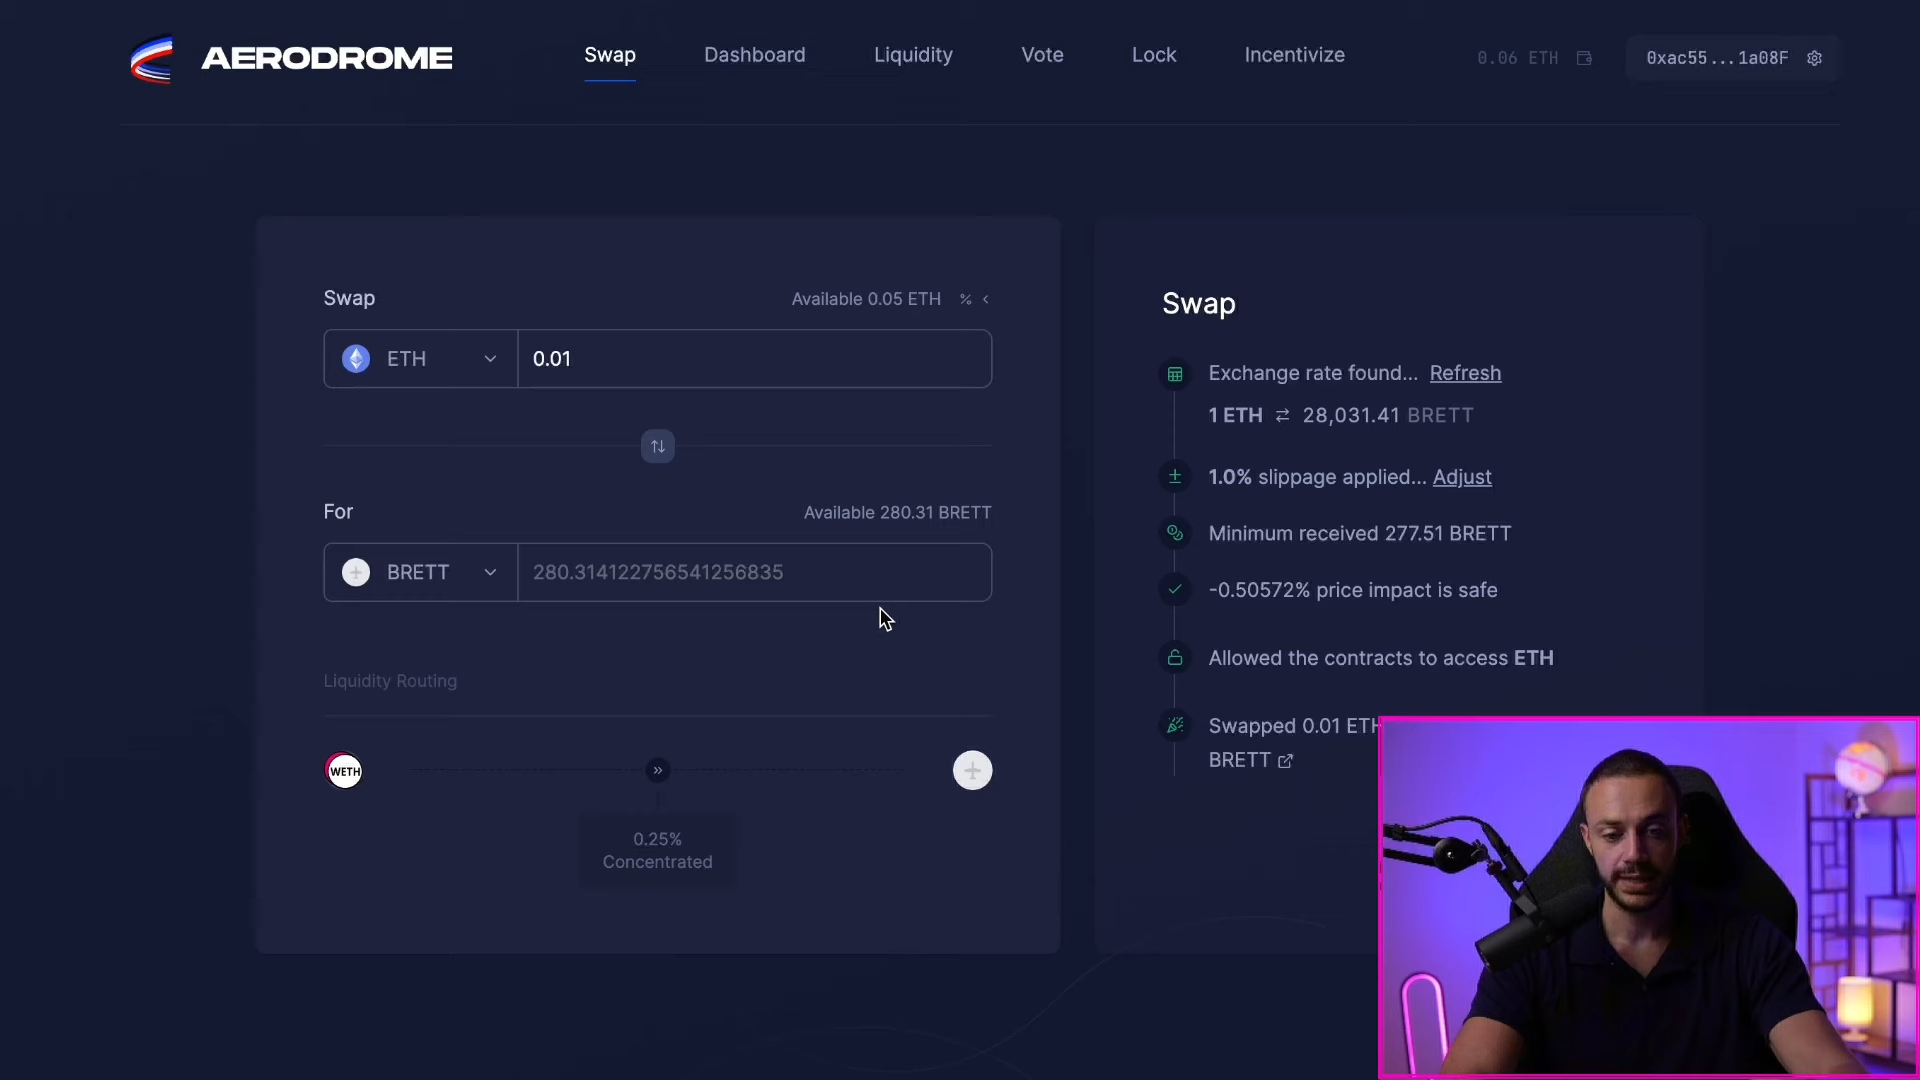 AERODROME
Swap
Dashboard
Liquidity
Vote
Lock
Incentivize
0.06 ETH
0xac55...1a08F
Swap
Available 0.05 ETH % <
ETH
0.01
For
Available 280.31 BRETT
BRETT
280.3141227565412568​35
Liquidity Routing
WETH
»
0.25%
Concentrated
Swap
Exchange rate found... Refresh
1 ETH ⇄ 28,031.41 BRETT
1.0% slippage applied... Adjust
Minimum received 277.51 BRETT
-0.50572% price impact is safe
Allowed the contracts to access ETH
Swapped 0.01 ETH
BRETT